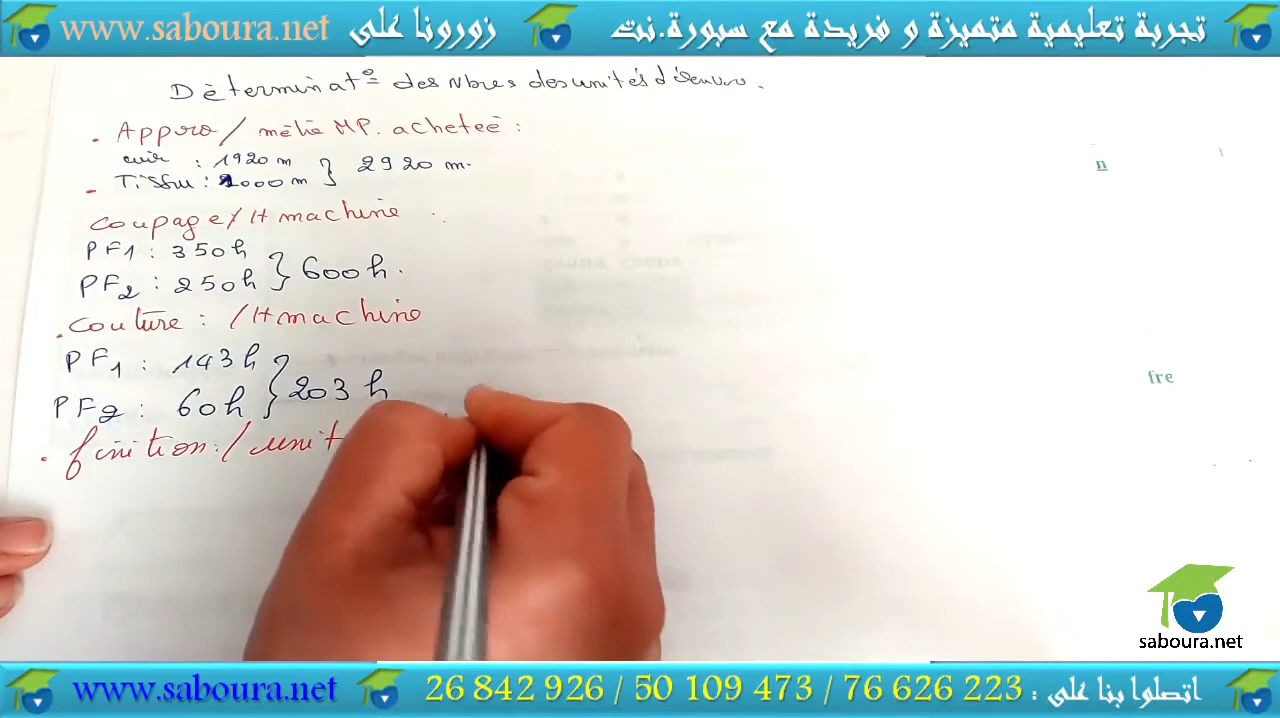 www.saboura.net زورونا على تجربة تعليمية متميزة و فريدة مع سبورة.نت
Déterminat° des Nbres des unités d'œuvre.
. Appro / métré MP. achetée :
cuir : 1920 m } 2920 m.
- Tissu : 1000 m
coupage / H machine
PF1 : 350 h } 600 h.
PF2 : 250 h
. Couture : / H machine
PF1 : 143 h } 203 h
PF2 : 60 h
. finition : / unit
n
fre
saboura.net
www.saboura.net 26 842 926 / 50 109 473 / 76 626 223 : اتصلوا بنا على